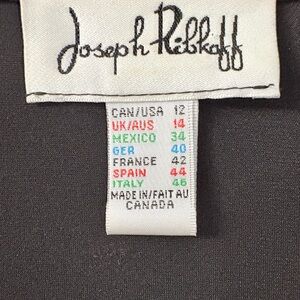 Joseph Ribkoff
CAN/USA 12
UK/AUS 14
MEXICO 34
GER 40
FRANCE 42
SPAIN 44
ITALY 46
MADE IN/FAIT AU
CANADA